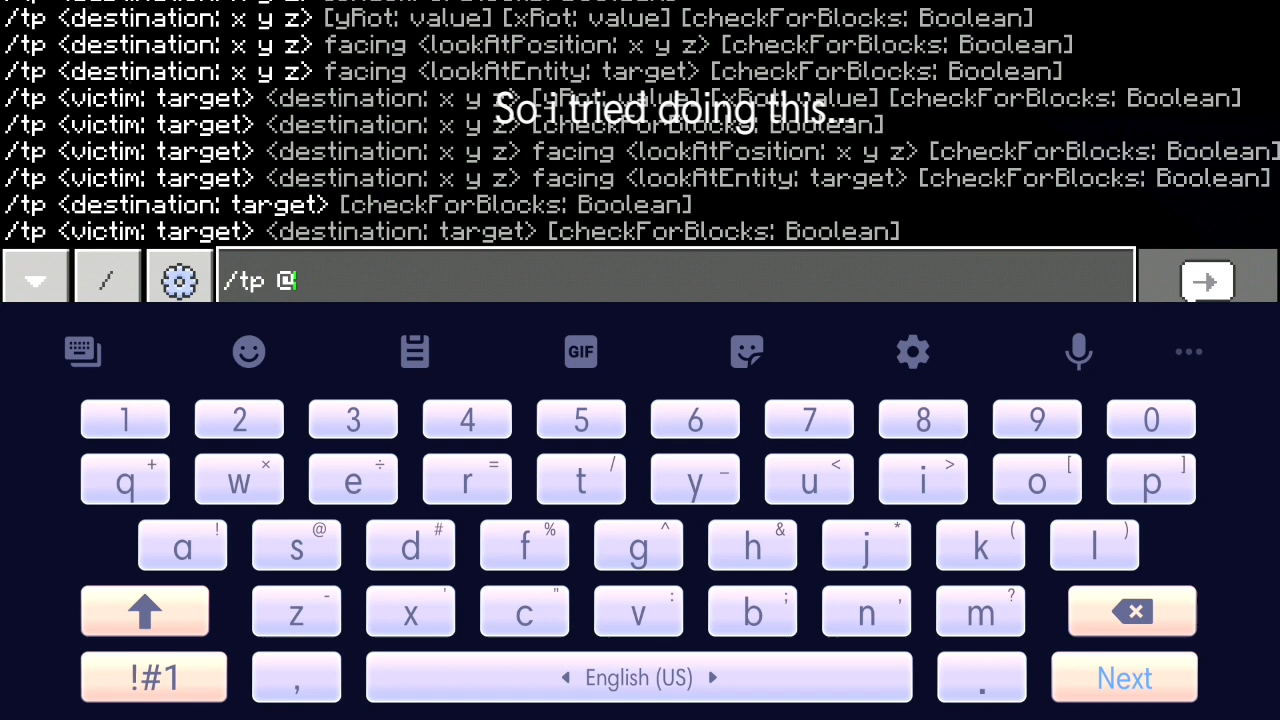 /tp <destination: x y z> [yRot: value] [xRot: value] [checkForBlocks: Boolean]
/tp <destination: x y z> facing <lookAtPosition: x y z> [checkForBlocks: Boolean]
/tp <destination: x y z> facing <lookAtEntity: target> [checkForBlocks: Boolean]
/tp <victim: target> <destination: x y z> [yRot: value] [xRot: value] [checkForBlocks: Boolean]
So i tried doing this...
/tp <victim: target> <destination: x y z> [checkForBlocks: Boolean]
/tp <victim: target> <destination: x y z> facing <lookAtPosition: x y z> [checkForBlocks: Boolean]
/tp <victim: target> <destination: x y z> facing <lookAtEntity: target> [checkForBlocks: Boolean]
/tp <destination: target> [checkForBlocks: Boolean]
/tp <victim: target> <destination: target> [checkForBlocks: Boolean]
/ /tp @
GIF
1 2 3 4 5 6 7 8 9 0
+ × ÷ = / _ < > [ ]
q w e r t y u i o p
! @ # % ^ & * ( )
a s d f g h j k l
- ' " : ; , ?
z x c v b n m
!#1 , English (US) . Next